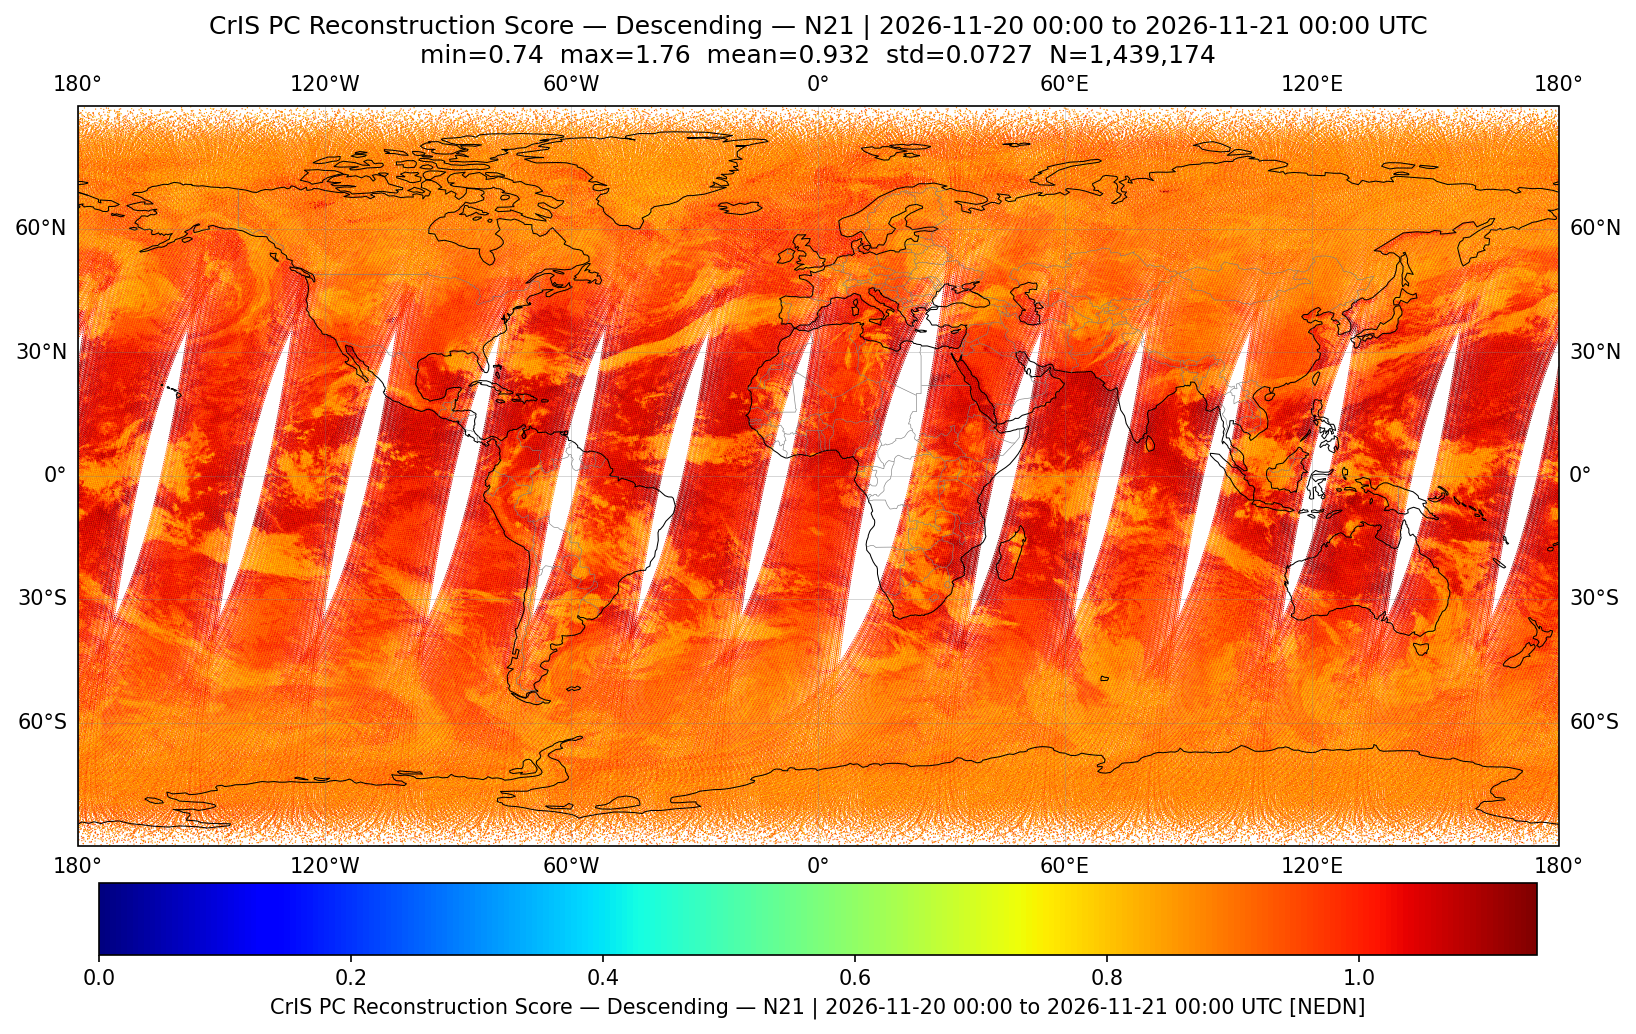 CrIS PC Reconstruction Score — Descending — N21 | 2026-11-20 00:00 to 2026-11-21 00:00 UTC
min=0.74 max=1.76 mean=0.932 std=0.0727 N=1,439,174
180° 120°W 60°W 0° 60°E 120°E 180°
60°N 60°N
30°N 30°N
0° 0°
30°S 30°S
60°S 60°S
180° 120°W 60°W 0° 60°E 120°E 180°
0.0 0.2 0.4 0.6 0.8 1.0
CrIS PC Reconstruction Score — Descending — N21 | 2026-11-20 00:00 to 2026-11-21 00:00 UTC [NEDN]